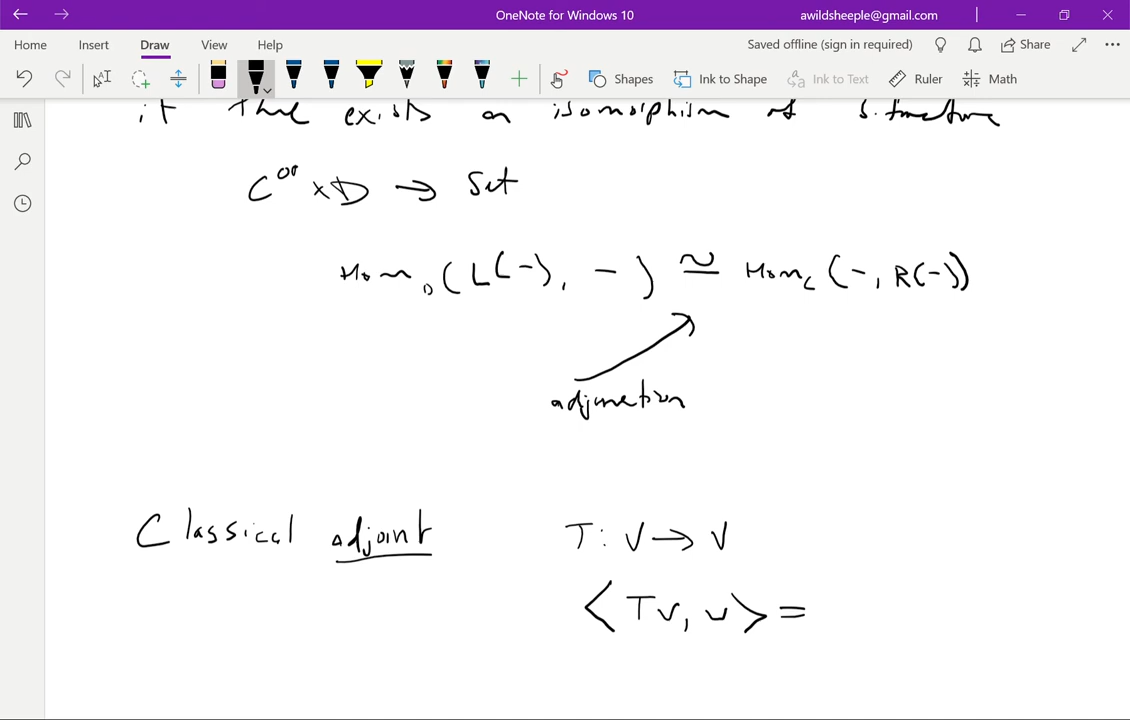 OneNote for Windows 10
awildsheeple@gmail.com
Home Insert Draw View Help
Saved offline (sign in required)
Share
Shapes
Ink to Shape
Ink to Text
Ruler
Math
if there exists an isomorphism of structure
C^op × D → Set
Hom_D(L(-), -) ≅ Hom_C(-, R(-))
adjunction
Classical adjoint
T: V → V
<Tv, w> =